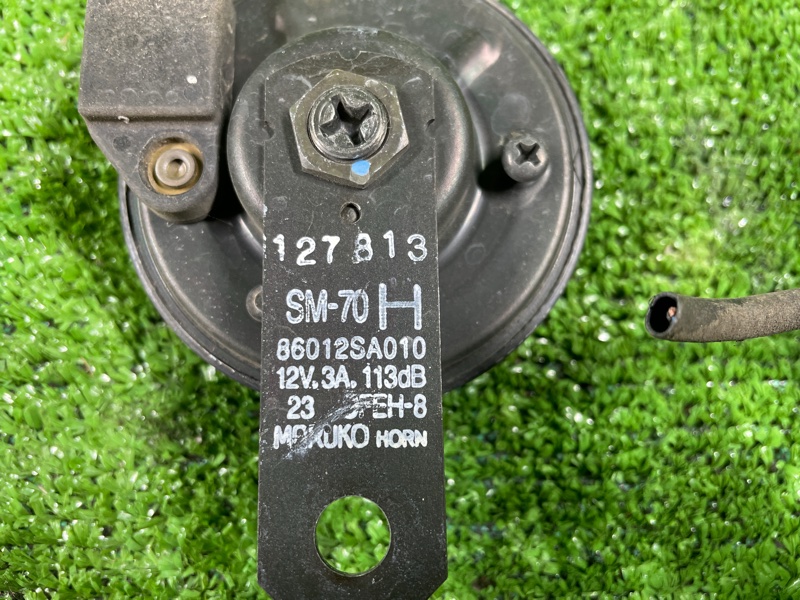 127813
SM-70 H
86012SA010
12V. 3A. 113dB
23 FEH-8
HORN